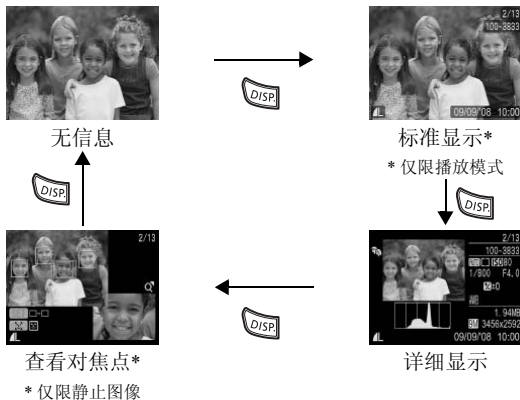 2/13
100-3833
L 09/09/'08 10:00
DISP.
无信息
标准显示*
* 仅限播放模式
DISP.
DISP.
2/13
2/13
100-3833
ISO 80
1/800 F4.0
±0
1.94MB
3456x2592
L 09/09/'08 10:00
L
DISP.
查看对焦点*
* 仅限静止图像
详细显示